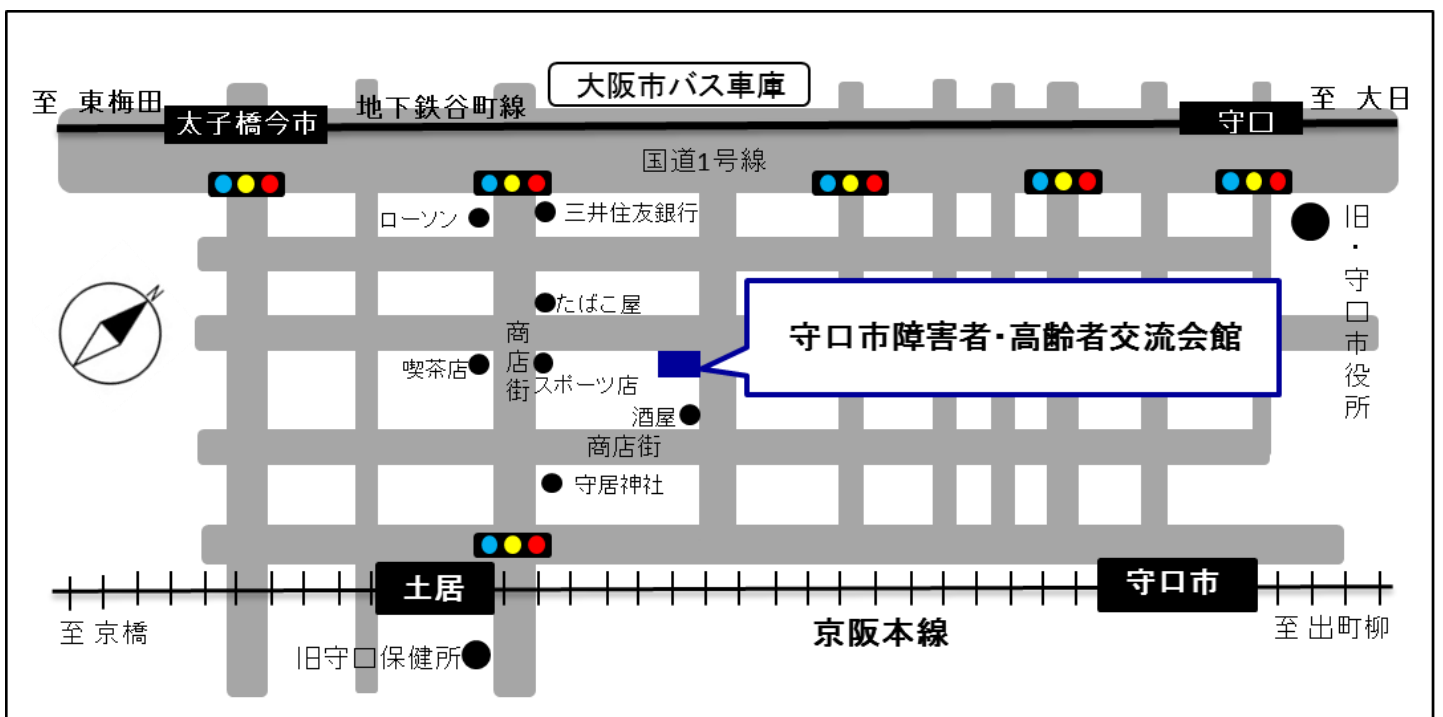 大阪市バス車庫
至 東梅田
太子橋今市
地下鉄谷町線
守口
至 大日
国道1号線
ローソン
三井住友銀行
旧・守口市役所
N
たばこ屋
守口市障害者・高齢者交流会館
商店街
喫茶店
スポーツ店
酒屋
商店街
守居神社
土居
守口市
至 京橋
京阪本線
至 出町柳
旧守口保健所